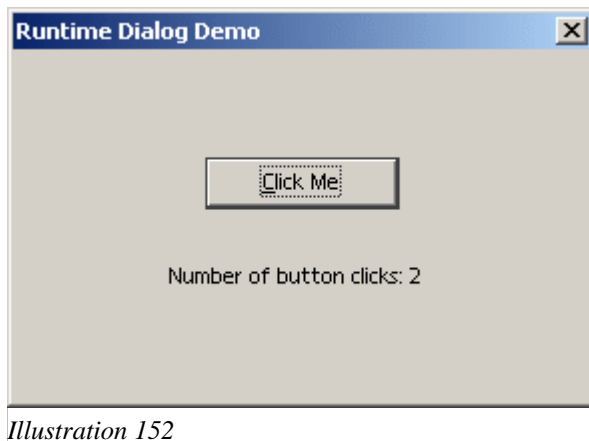 Runtime Dialog Demo
Click Me
Number of button clicks: 2
Illustration 152